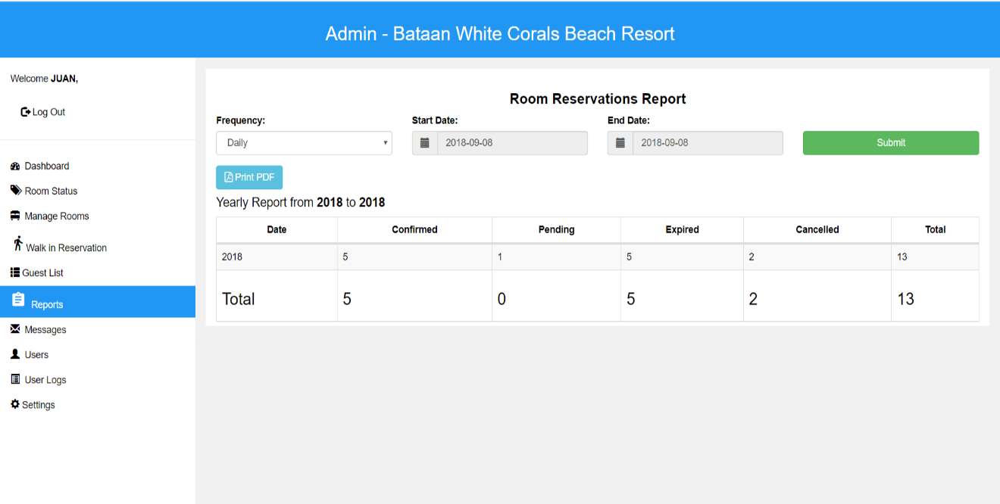 Admin - Bataan White Corals Beach Resort
Welcome JUAN,
Log Out
Dashboard
Room Status
Manage Rooms
Walk in Reservation
Guest List
Reports
Messages
Users
User Logs
Settings
Room Reservations Report
Frequency: Start Date: End Date:
Daily 2018-09-08 2018-09-08 Submit
Print PDF
Yearly Report from 2018 to 2018
Date Confirmed Pending Expired Cancelled Total
2018 5 1 5 2 13
Total 5 0 5 2 13